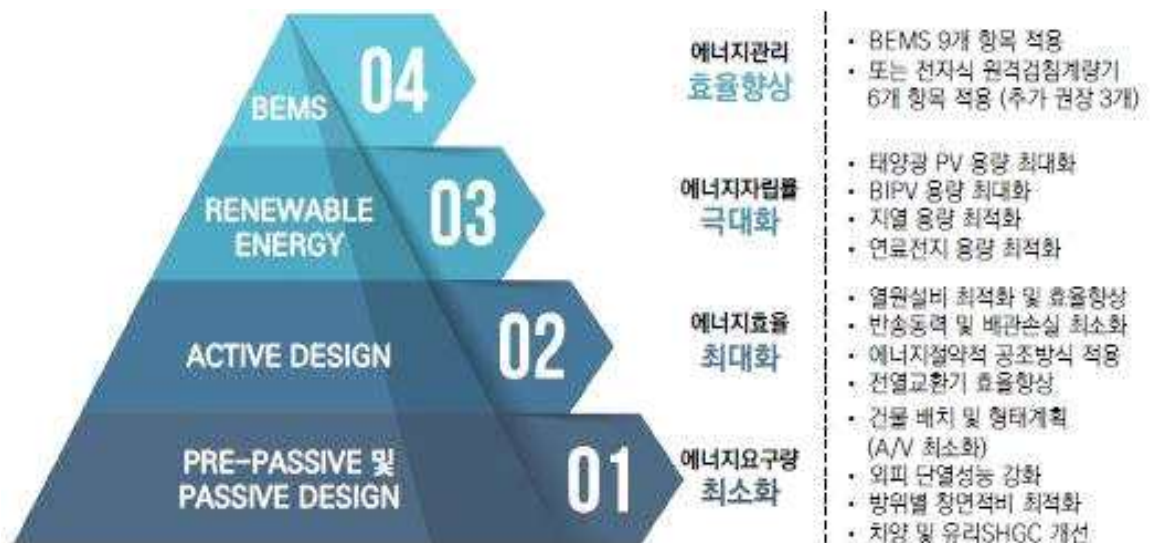 BEMS
04
에너지관리
효율향상
• BEMS 9개 항목 적용
• 또는 전자식 원격검침계량기
6개 항목 적용 (추가 권장 3개)
RENEWABLE
ENERGY
03
에너지자립률
극대화
• 태양광 PV 용량 최대화
• BIPV 용량 최대화
• 지열 용량 최적화
• 연료전지 용량 최적화
ACTIVE DESIGN
02
에너지효율
최대화
• 열원설비 최적화 및 효율향상
• 반송동력 및 배관손실 최소화
• 에너지절약적 공조방식 적용
• 전열교환기 효율향상
PRE-PASSIVE 및
PASSIVE DESIGN
01
에너지요구량
최소화
• 건물 배치 및 형태계획
(A/V 최소화)
• 외피 단열성능 강화
• 방위별 창면적비 최적화
• 차양 및 유리SHGC 개선